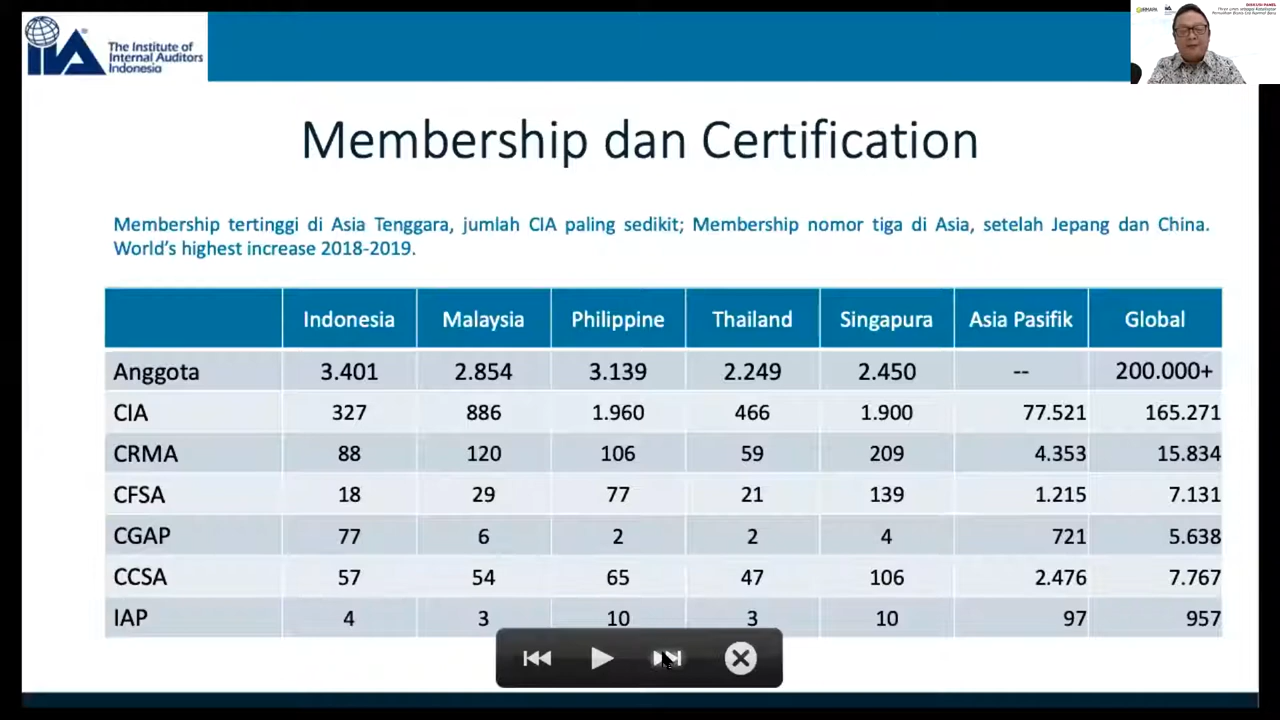 IIA
The Institute of
Internal Auditors
Indonesia
IRMAPA
IIA
DISKUSI PANEL
Membership dan Certification
Membership tertinggi di Asia Tenggara, jumlah CIA paling sedikit; Membership nomor tiga di Asia, setelah Jepang dan China.
World's highest increase 2018-2019.
Indonesia Malaysia Philippine Thailand Singapura Asia Pasifik Global
Anggota 3.401 2.854 3.139 2.249 2.450 -- 200.000+
CIA 327 886 1.960 466 1.900 77.521 165.271
CRMA 88 120 106 59 209 4.353 15.834
CFSA 18 29 77 21 139 1.215 7.131
CGAP 77 6 2 2 4 721 5.638
CCSA 57 54 65 47 106 2.476 7.767
IAP 4 3 10 3 10 97 957